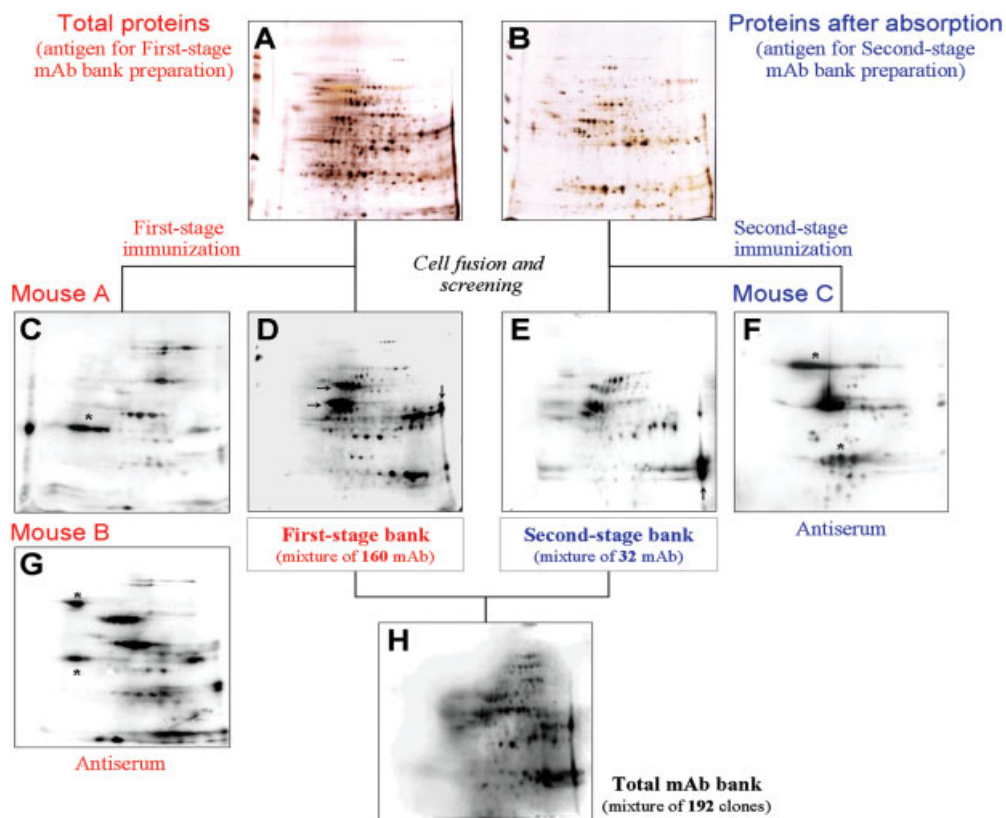 Total proteins
(antigen for First-stage
mAb bank preparation)
A
B
Proteins after absorption
(antigen for Second-stage
mAb bank preparation)
First-stage
immunization
Cell fusion and
screening
Second-stage
immunization
Mouse A
Mouse C
C
*
D
E
F
*
*
First-stage bank
(mixture of 160 mAb)
Second-stage bank
(mixture of 32 mAb)
Antiserum
Mouse B
G
*
*
Antiserum
H
Total mAb bank
(mixture of 192 clones)